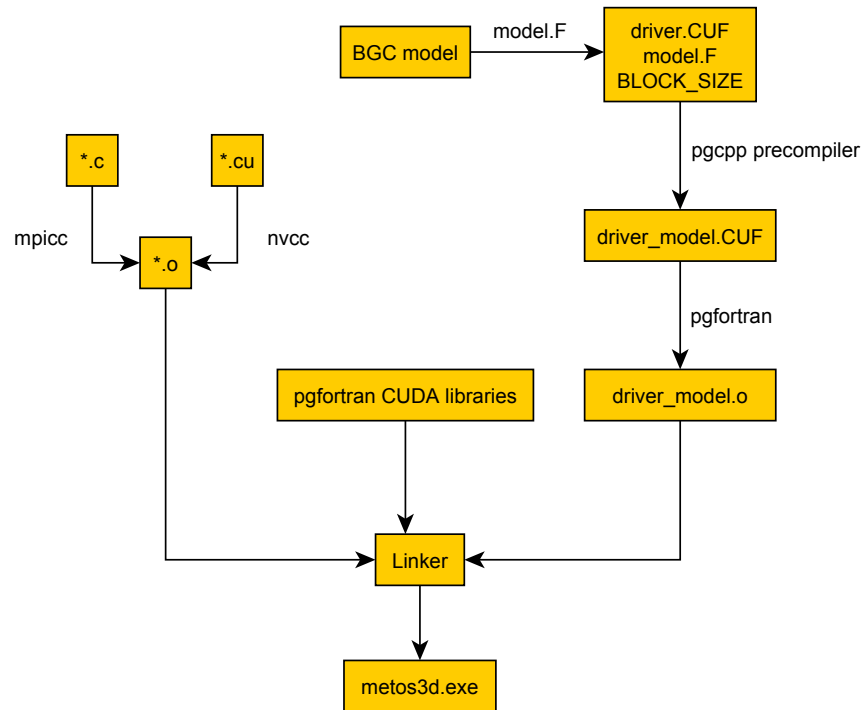 BGC model
model.F
driver.CUF
model.F
BLOCK_SIZE
pgcpp precompiler
*.c
*.cu
mpicc
nvcc
*.o
driver_model.CUF
pgfortran
pgfortran CUDA libraries
driver_model.o
Linker
metos3d.exe